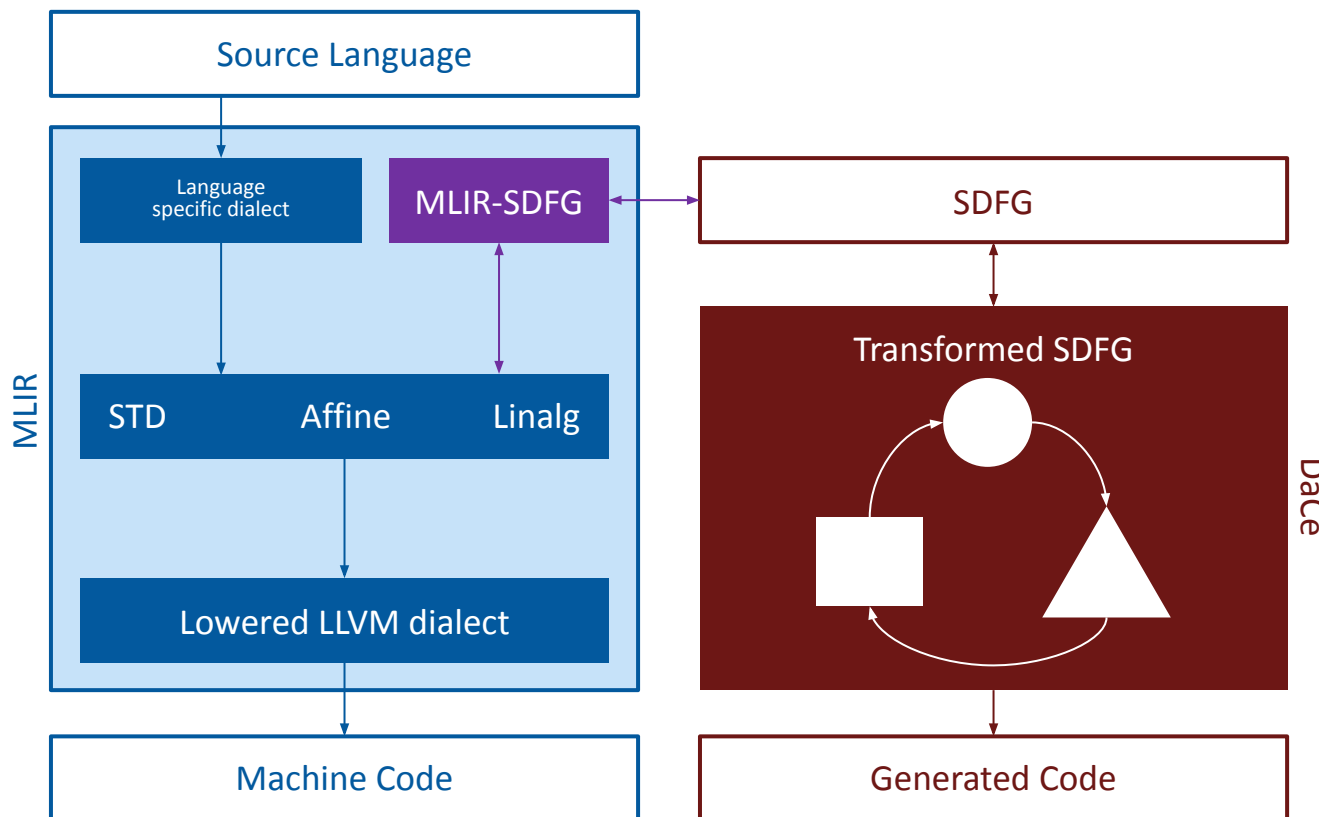 Source Language
Language
specific dialect
MLIR-SDFG
SDFG
Transformed SDFG
MLIR
STD
Affine
Linalg
DaCe
Lowered LLVM dialect
Machine Code
Generated Code